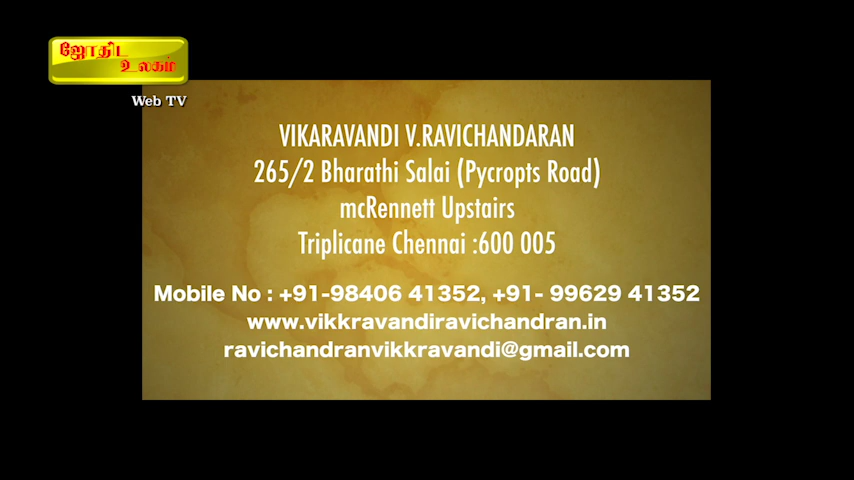 ஜோதிட
உலகம்
Web TV
VIKARAVANDI V.RAVICHANDARAN
265/2 Bharathi Salai (Pycropts Road)
mcRennett Upstairs
Triplicane Chennai :600 005
Mobile No : +91-98406 41352, +91- 99629 41352
www.vikkravandiravichandran.in
ravichandranvikkravandi@gmail.com